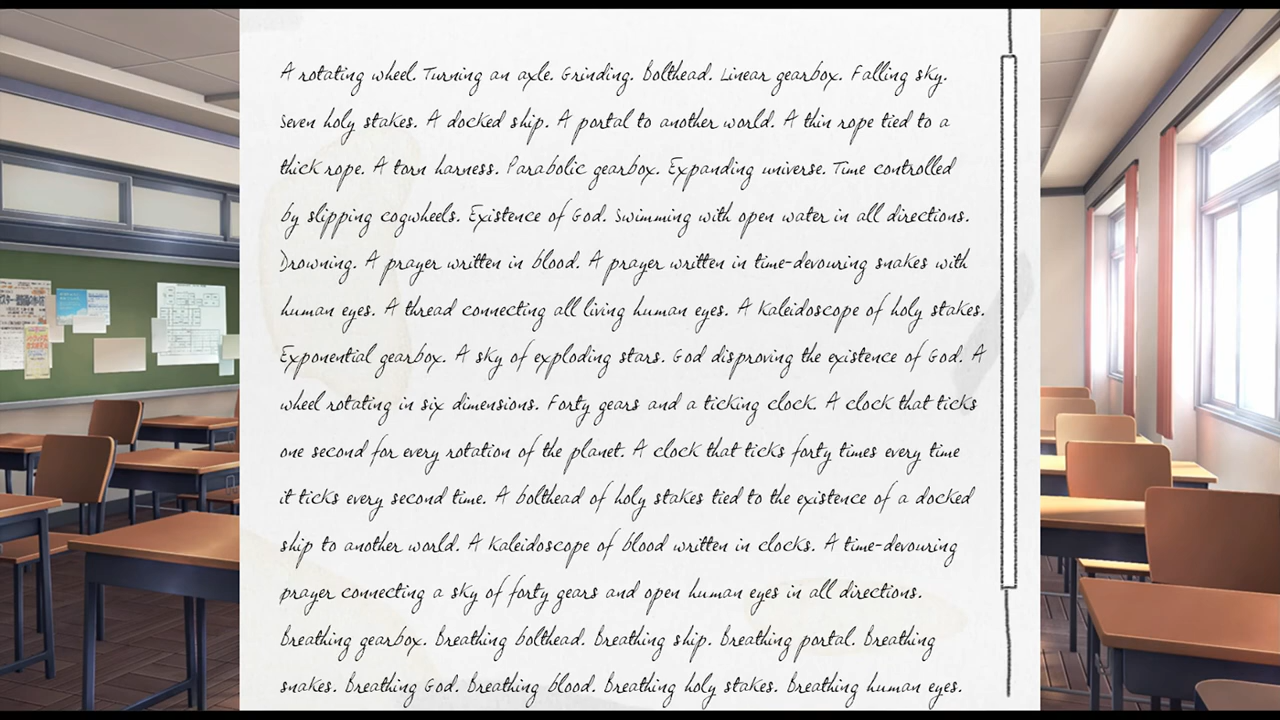 A rotating wheel. Turning an axle. Grinding. Bolthead. Linear gearbox. Falling sky.
Seven holy stakes. A docked ship. A portal to another world. A thin rope tied to a
thick rope. A torn harness. Parabolic gearbox. Expanding universe. Time controlled
by slipping cogwheels. Existence of God. Swimming with open water in all directions.
Drowning. A prayer written in blood. A prayer written in time-devouring snakes with
human eyes. A thread connecting all living human eyes. A kaleidoscope of holy stakes.
Exponential gearbox. A sky of exploding stars. God disproving the existence of God. A
wheel rotating in six dimensions. Forty gears and a ticking clock. A clock that ticks
one second for every rotation of the planet. A clock that ticks forty times every time
it ticks every second time. A bolthead of holy stakes tied to the existence of a docked
ship to another world. A kaleidoscope of blood written in clocks. A time-devouring
prayer connecting a sky of forty gears and open human eyes in all directions.
Breathing gearbox. Breathing bolthead. Breathing ship. Breathing portal. Breathing
snakes. Breathing God. Breathing blood. Breathing holy stakes. Breathing human eyes.